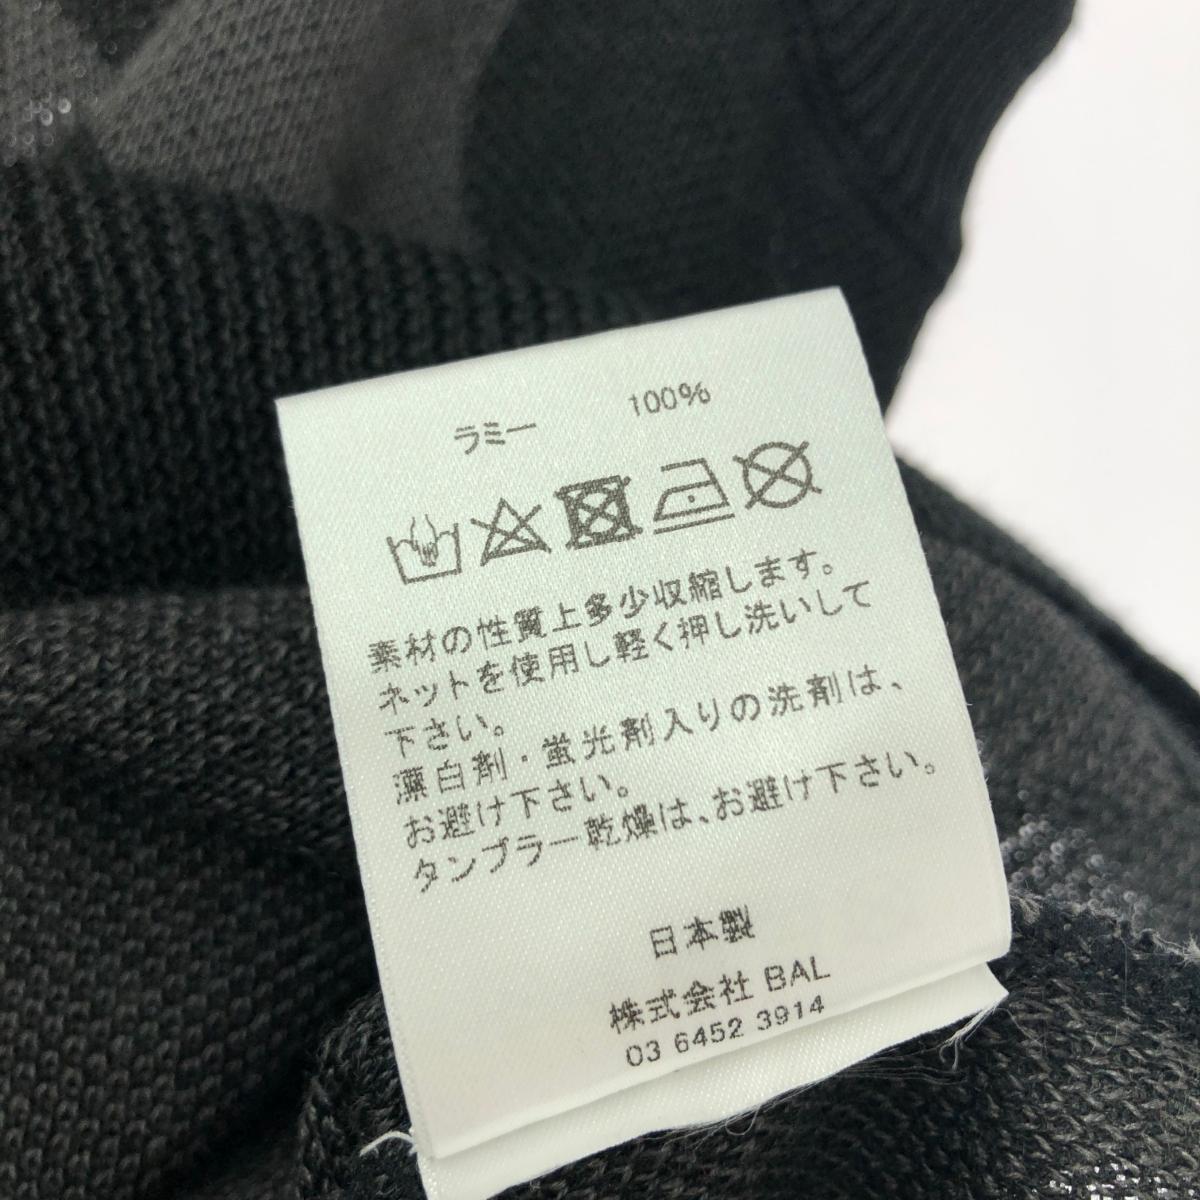 ラミー 100%
素材の性質上多少収縮します。
ネットを使用し軽く押し洗いして
下さい。
漂白剤・蛍光剤入りの洗剤は、
お避け下さい。
タンブラー乾燥は、お避け下さい。
日本製
株式会社 BAL
03 6452 3914